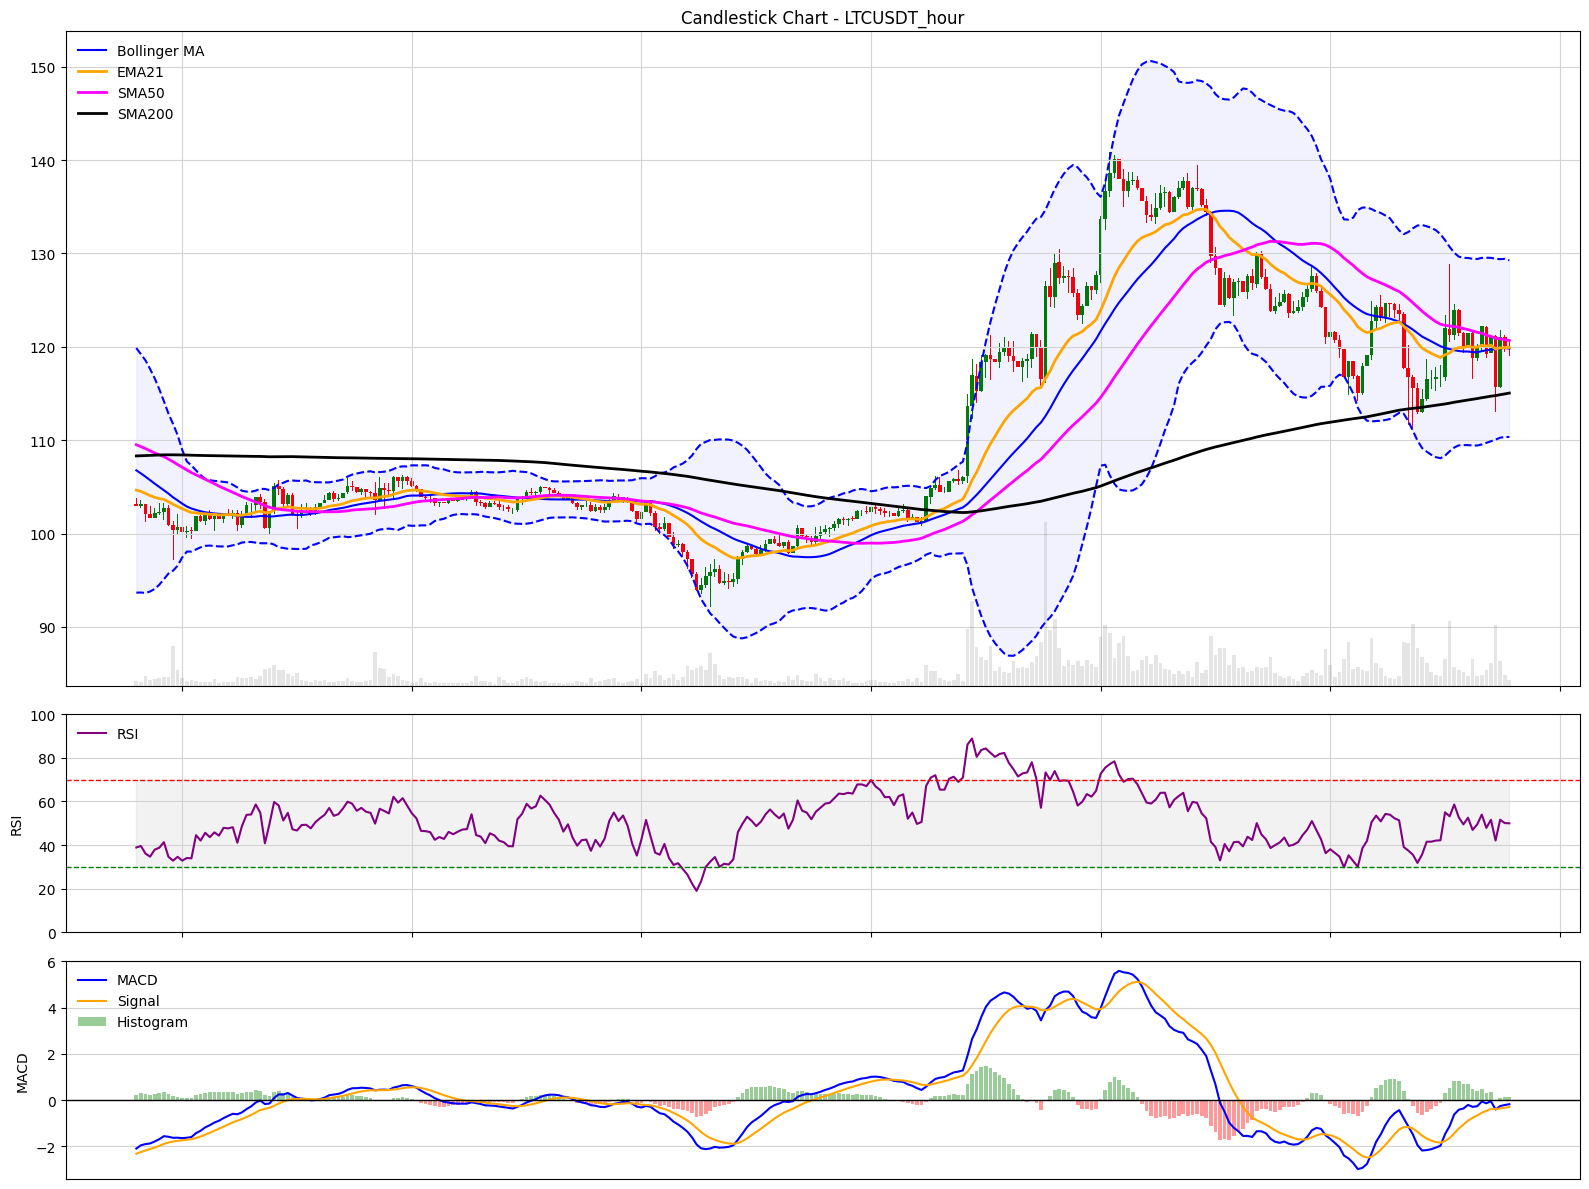 Candlestick Chart - LTCUSDT_hour
Bollinger MA
EMA21
SMA50
SMA200
150
140
130
120
110
100
90
RSI
100
80
60
40
20
0
RSI
MACD
Signal
Histogram
6
4
2
0
−2
MACD